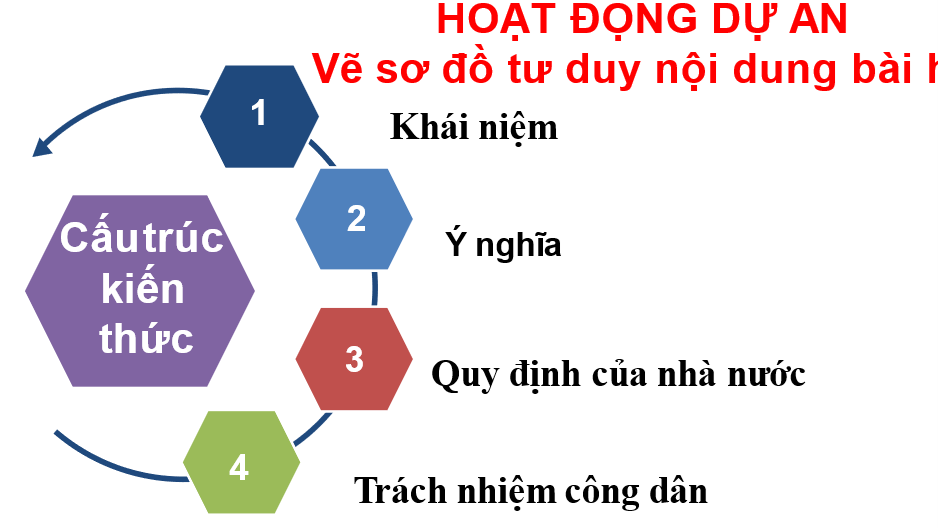 HOẠT ĐỘNG DỰ ÁN
Vẽ sơ đồ tư duy nội dung bài h
1
Khái niệm
2
Ý nghĩa
Cấu trúc
kiến
thức
3
Quy định của nhà nước
4
Trách nhiệm công dân